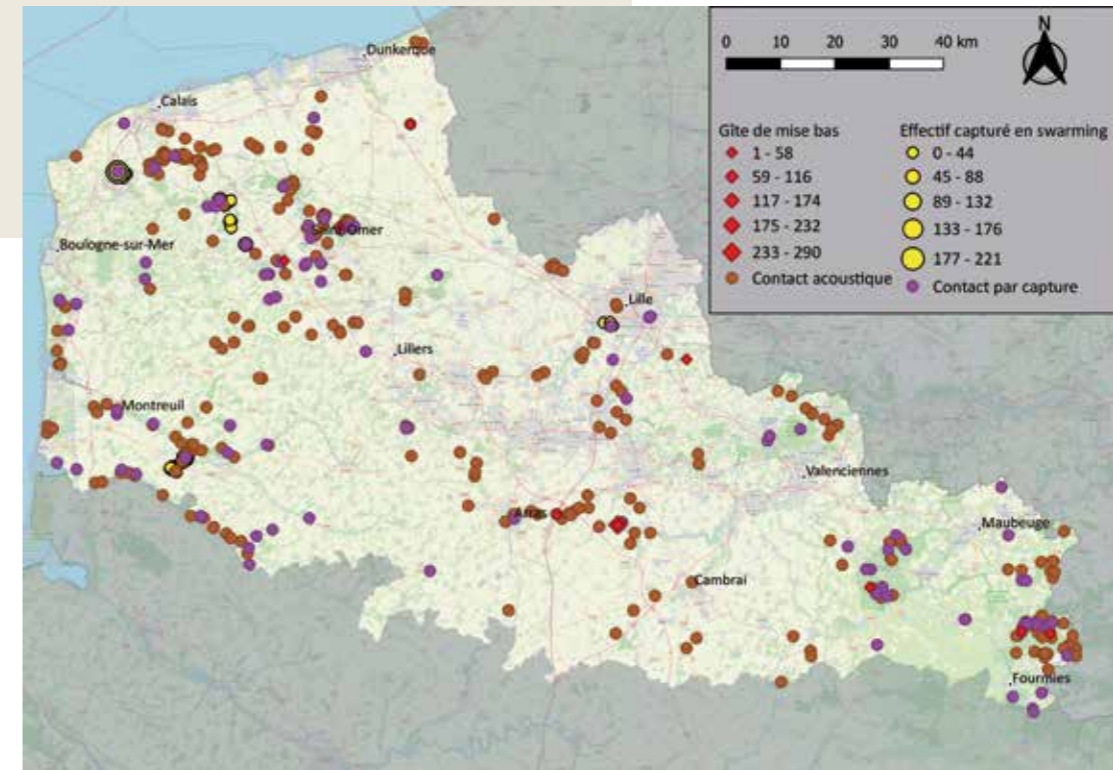 N
0 10 20 30 40 km
Gîte de mise bas
1 - 58
59 - 116
117 - 174
175 - 232
233 - 290
Contact acoustique
Effectif capturé en swarming
0 - 44
45 - 88
89 - 132
133 - 176
177 - 221
Contact par capture
Dunkerque
Calais
Saint-Omer
Boulogne-sur-Mer
Lille
Lillers
Montreuil
Valenciennes
Arras
Maubeuge
Cambrai
Fourmies